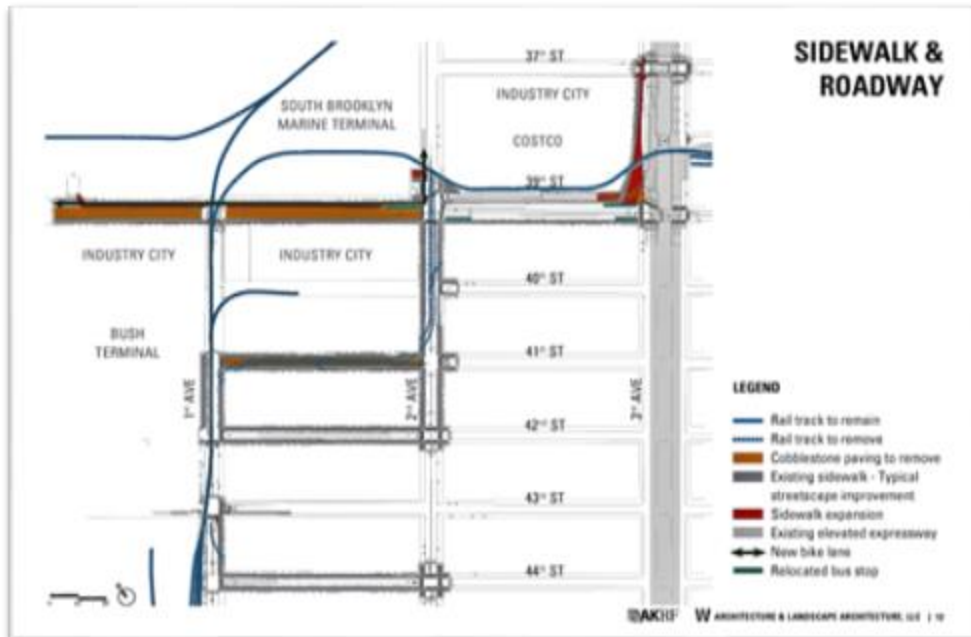 SIDEWALK &
ROADWAY
37th ST
INDUSTRY CITY
SOUTH BROOKLYN
MARINE TERMINAL
COSTCO
39th ST
INDUSTRY CITY
INDUSTRY CITY
40th ST
BUSH
TERMINAL
41st ST
1st AVE
2nd AVE
3rd AVE
42nd ST
43rd ST
44th ST
LEGEND
Rail track to remain
Rail track to remove
Cobblestone paving to remove
Existing sidewalk - Typical
streetscape improvement
Sidewalk expansion
Existing elevated expressway
New bike lane
Relocated bus stop
AKRF W ARCHITECTURE & LANDSCAPE ARCHITECTURE, LLC |